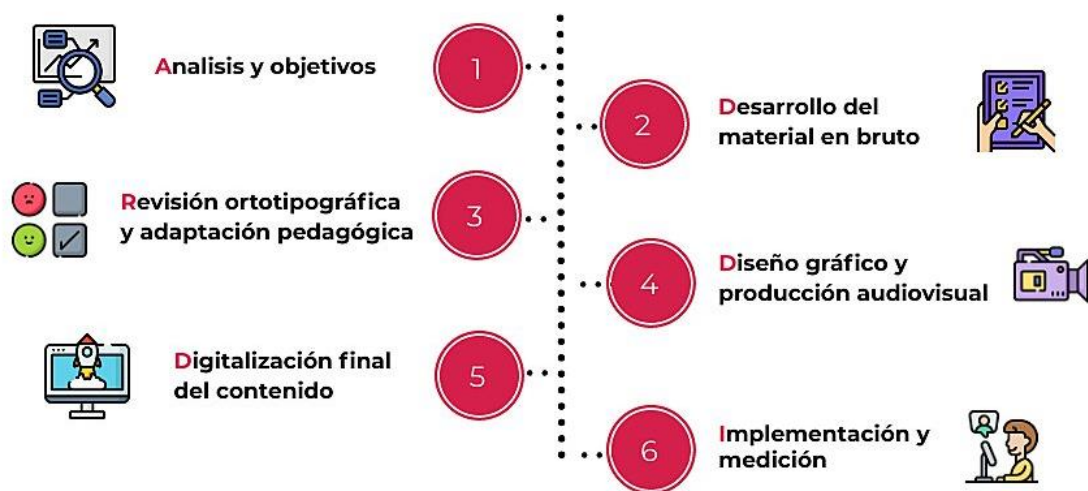 Analisis y objetivos
1
2
Desarrollo del
material en bruto
Revisión ortotipográfica
y adaptación pedagógica
3
4
Diseño gráfico y
producción audiovisual
Digitalización final
del contenido
5
6
Implementación y
medición